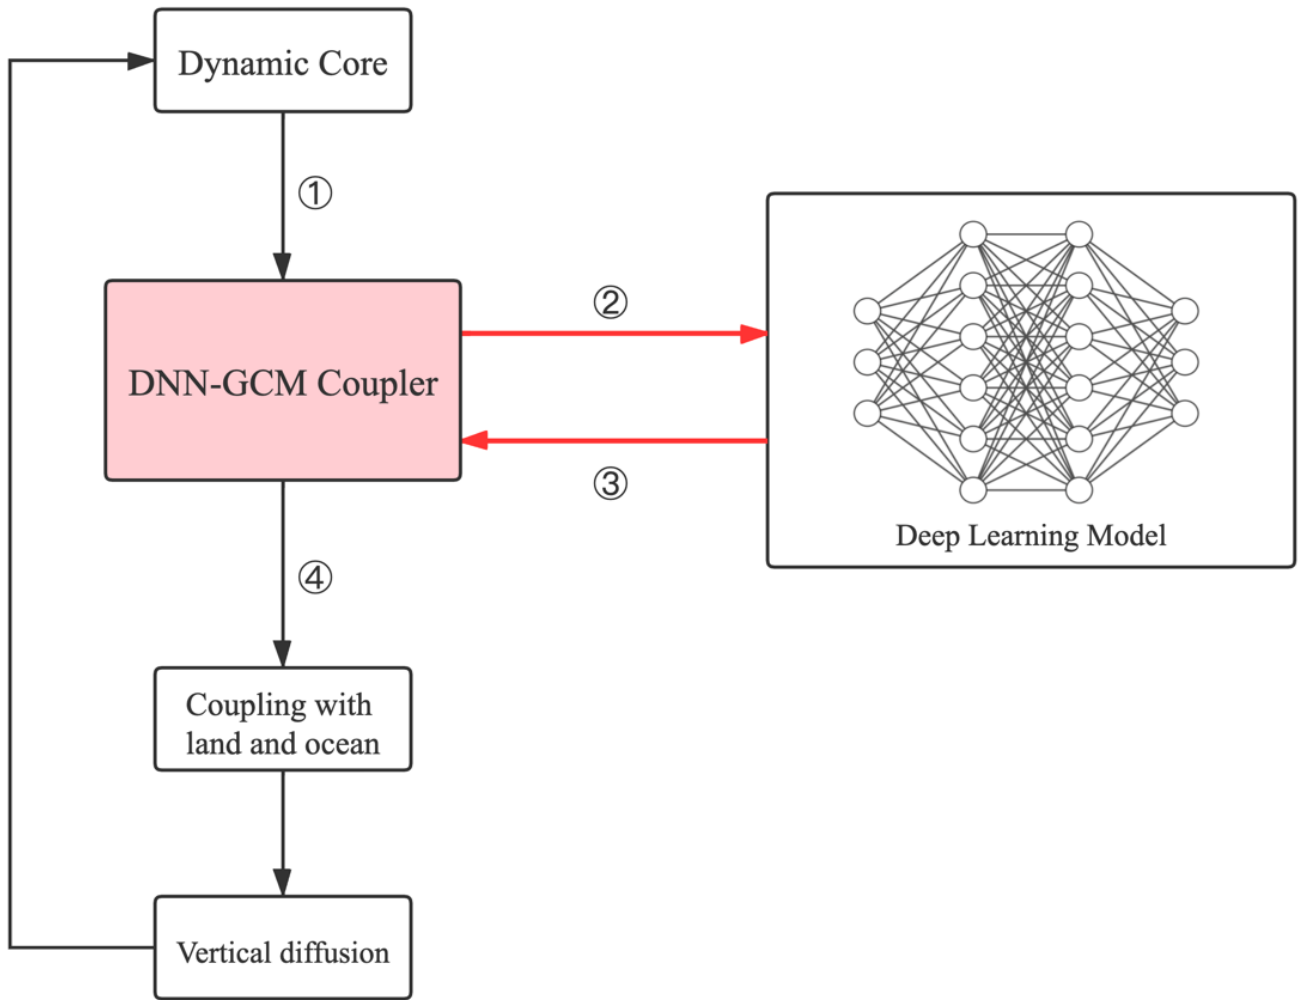 Dynamic Core
①
DNN-GCM Coupler
②
③
Deep Learning Model
④
Coupling with
land and ocean
Vertical diffusion